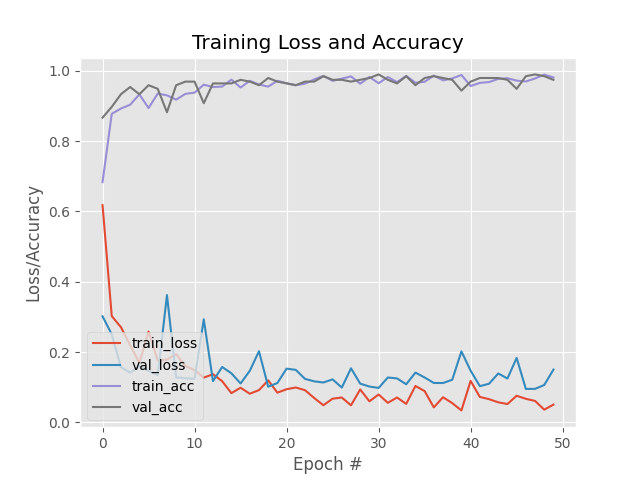 Training Loss and Accuracy
1.0
0.8
0.6
0.4
0.2
0.0
Loss/Accuracy
train_loss
val_loss
train_acc
val_acc
0 10 20 30 40 50
Epoch #